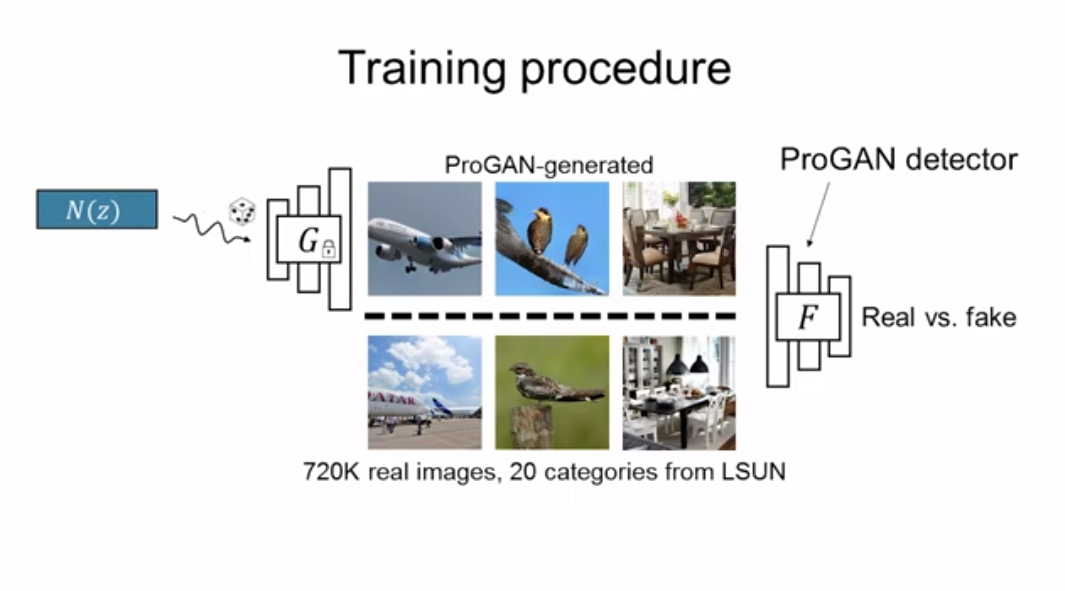 Training procedure
ProGAN-generated
ProGAN detector
N(z)
G
QATAR
F
Real vs. fake
720K real images, 20 categories from LSUN